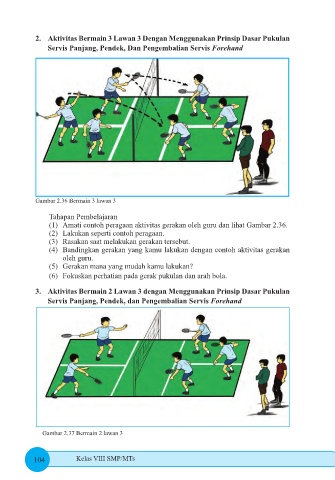 2. Aktivitas Bermain 3 Lawan 3 Dengan Menggunakan Prinsip Dasar Pukulan
Servis Panjang, Pendek, Dan Pengembalian Servis Forehand
Gambar 2.36 Bermain 3 lawan 3
Tahapan Pembelajaran
(1) Amati contoh peragaan aktivitas gerakan oleh guru dan lihat Gambar 2.36.
(2) Lakukan seperti contoh peragaan.
(3) Rasakan saat melakukan gerakan tersebut.
(4) Bandingkan gerakan yang kamu lakukan dengan contoh aktivitas gerakan
oleh guru.
(5) Gerakan mana yang mudah kamu lakukan?
(6) Fokuskan perhatian pada gerak pukulan dan arah bola.
3. Aktivitas Bermain 2 Lawan 3 dengan Menggunakan Prinsip Dasar Pukulan
Servis Panjang, Pendek, dan Pengembalian Servis Forehand
Gambar 2.37 Bermain 2 lawan 3
104 Kelas VIII SMP/MTs